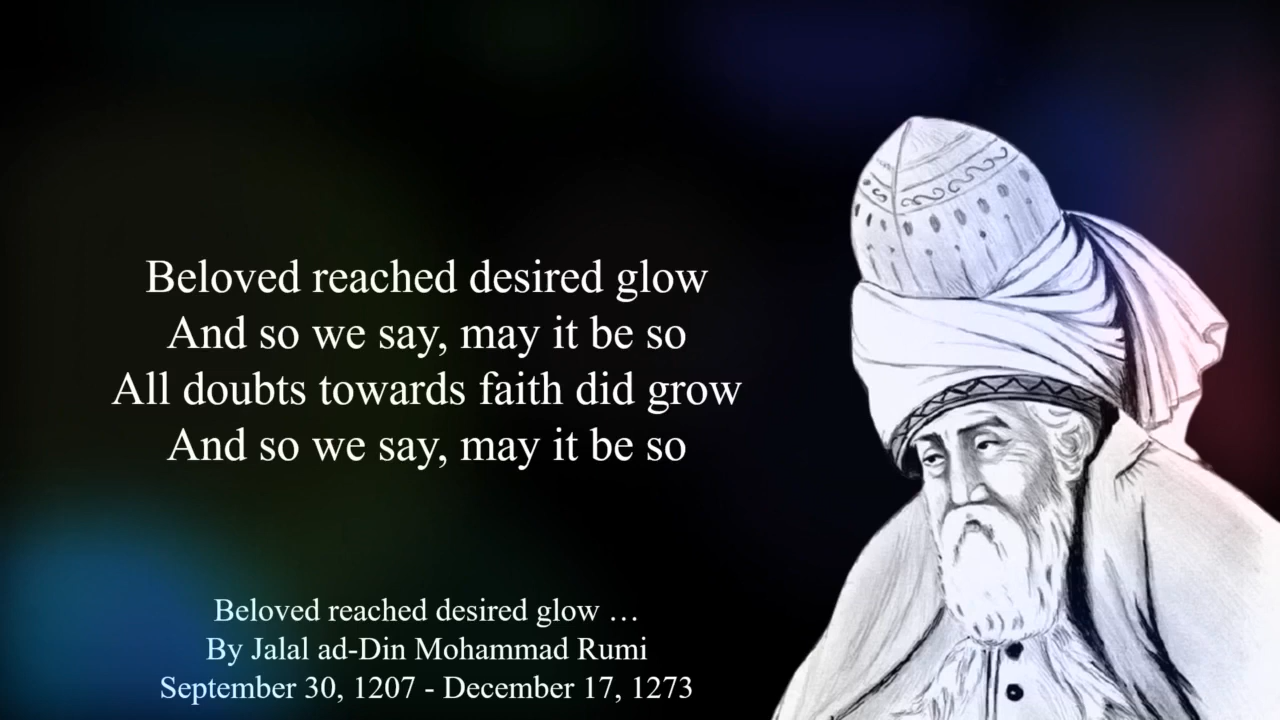 Beloved reached desired glow
And so we say, may it be so
All doubts towards faith did grow
And so we say, may it be so
Beloved reached desired glow …
By Jalal ad-Din Mohammad Rumi
September 30, 1207 - December 17, 1273